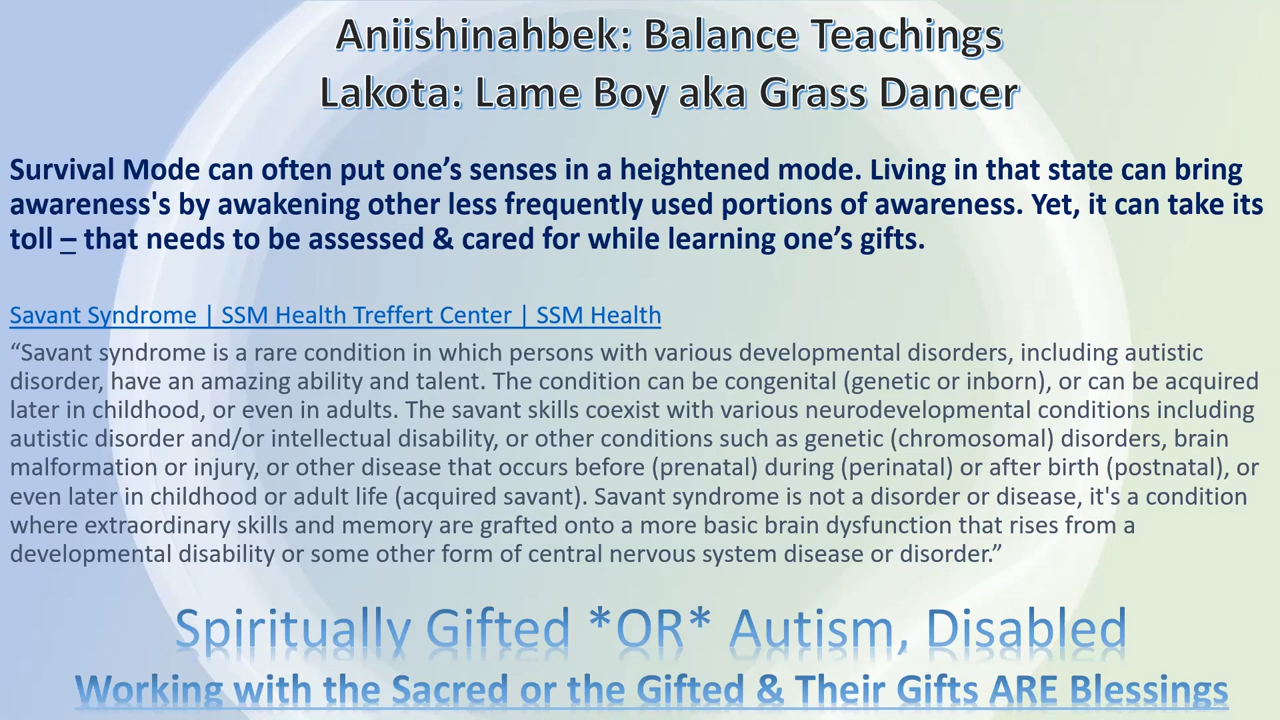 Aniishinahbek: Balance Teachings
Lakota: Lame Boy aka Grass Dancer
Survival Mode can often put one’s senses in a heightened mode. Living in that state can bring
awareness's by awakening other less frequently used portions of awareness. Yet, it can take its
toll – that needs to be assessed & cared for while learning one’s gifts.
Savant Syndrome | SSM Health Treffert Center | SSM Health
“Savant syndrome is a rare condition in which persons with various developmental disorders, including autistic
disorder, have an amazing ability and talent. The condition can be congenital (genetic or inborn), or can be acquired
later in childhood, or even in adults. The savant skills coexist with various neurodevelopmental conditions including
autistic disorder and/or intellectual disability, or other conditions such as genetic (chromosomal) disorders, brain
malformation or injury, or other disease that occurs before (prenatal) during (perinatal) or after birth (postnatal), or
even later in childhood or adult life (acquired savant). Savant syndrome is not a disorder or disease, it's a condition
where extraordinary skills and memory are grafted onto a more basic brain dysfunction that rises from a
developmental disability or some other form of central nervous system disease or disorder.”
Spiritually Gifted *OR* Autism, Disabled
Working with the Sacred or the Gifted & Their Gifts ARE Blessings